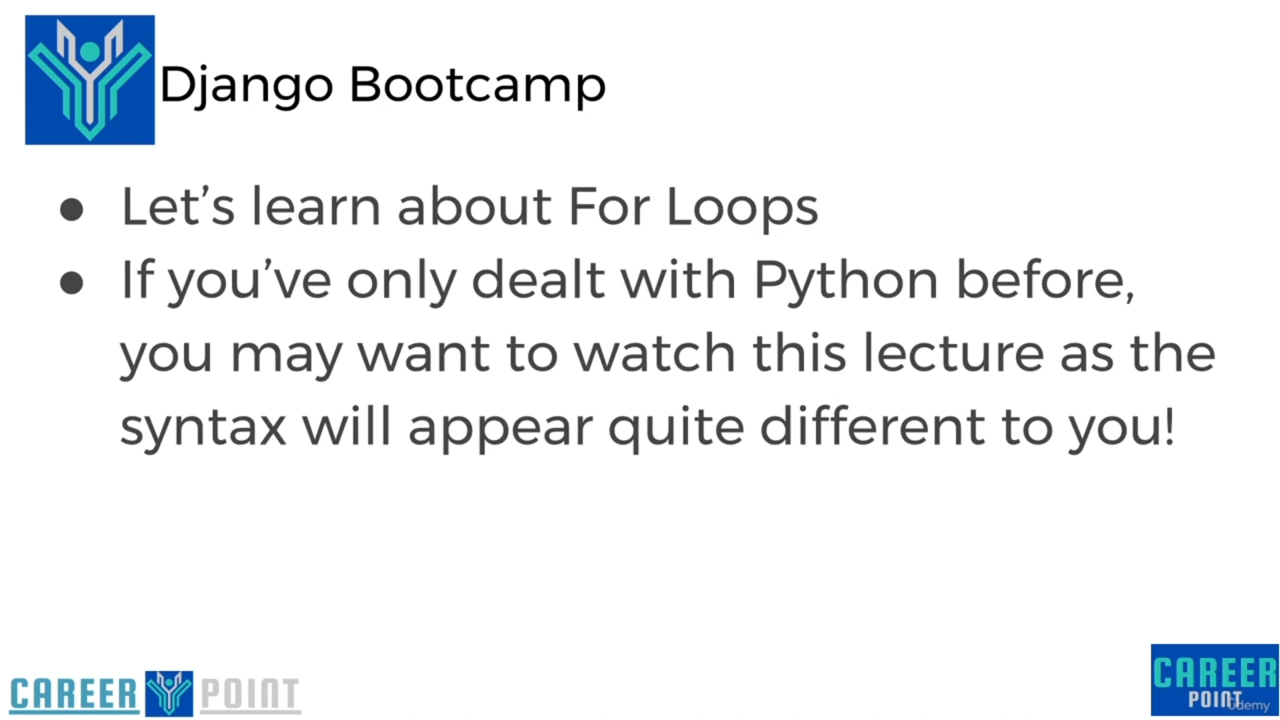 Django Bootcamp
● Let’s learn about For Loops
● If you’ve only dealt with Python before,
you may want to watch this lecture as the
syntax will appear quite different to you!
CAREER POINT
CAREER
POINT
ûdemy